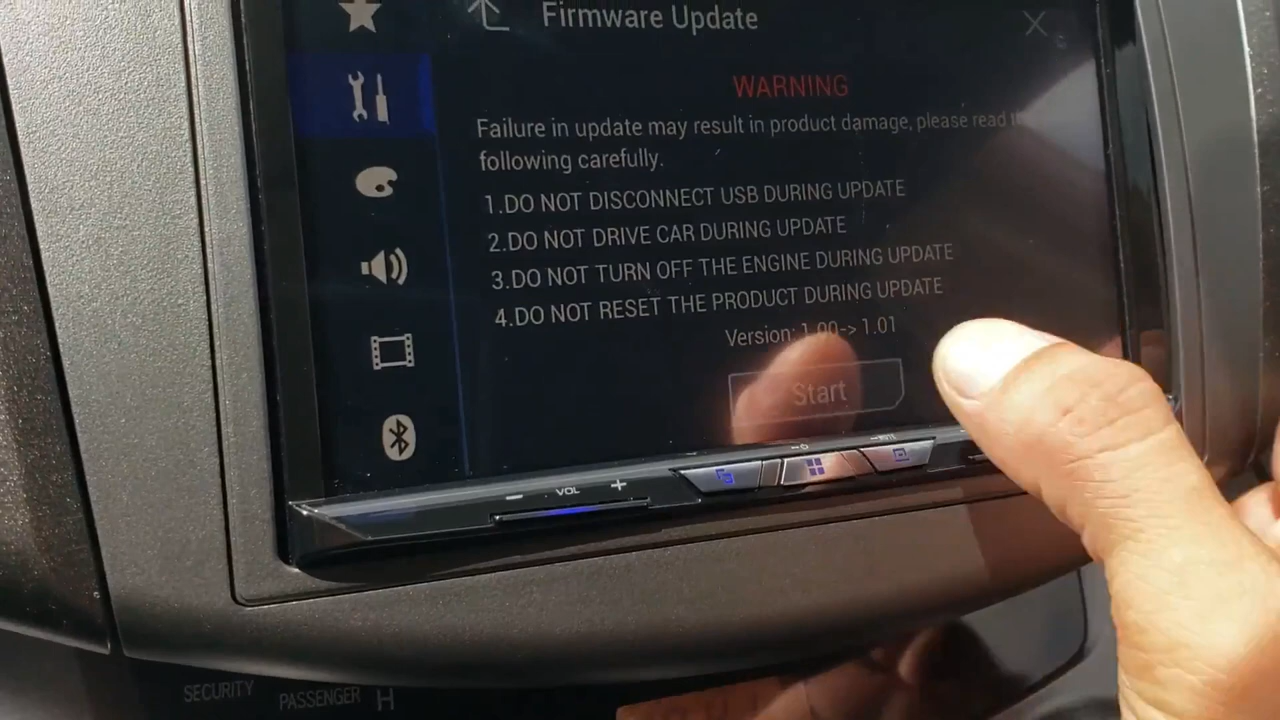 Firmware Update
WARNING
Failure in update may result in product damage, please read
following carefully.
1.DO NOT DISCONNECT USB DURING UPDATE
2.DO NOT DRIVE CAR DURING UPDATE
3.DO NOT TURN OFF THE ENGINE DURING UPDATE
4.DO NOT RESET THE PRODUCT DURING UPDATE
Version: 1.00-> 1.01
Start
– VOL +
SECURITY PASSENGER